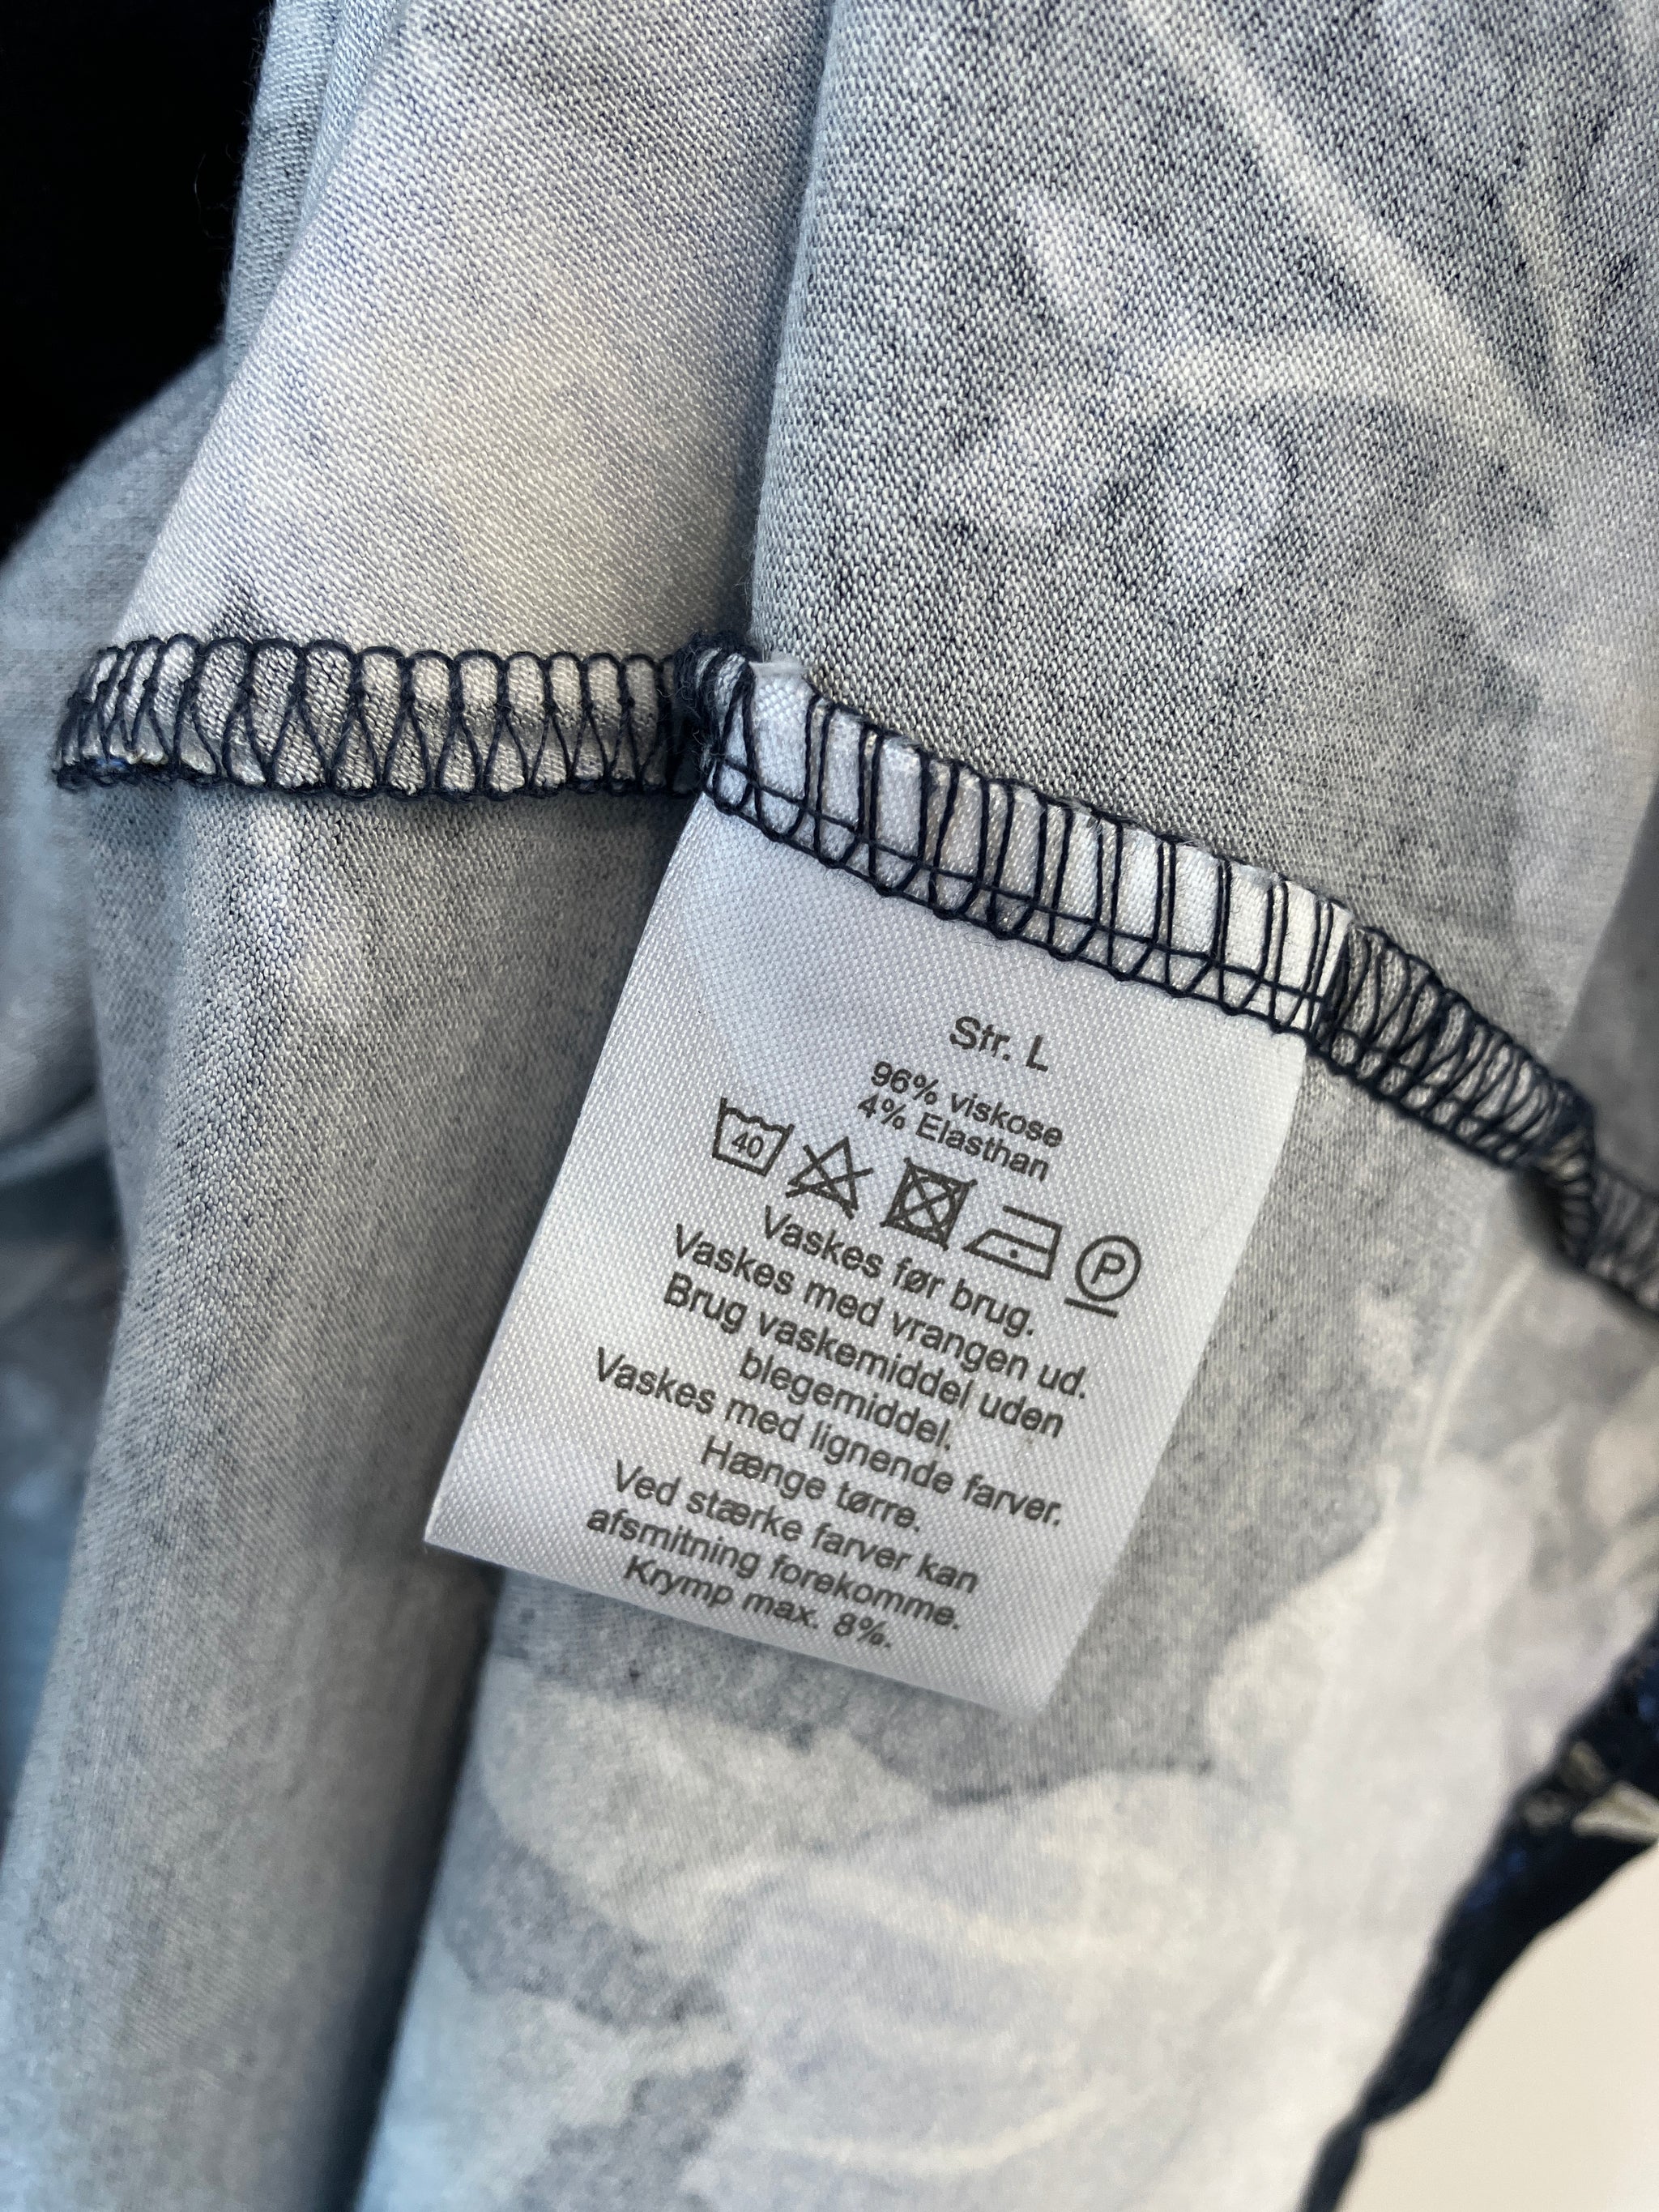 Str. L
96% viskose
4% Elasthan
40 P
Vaskes før brug.
Vaskes med vrangen ud.
Brug vaskemiddel uden
blegemiddel.
Vaskes med lignende farver.
Hænge tørre.
Ved stærke farver kan
afsmitning forekomme.
Krymp max. 8%.